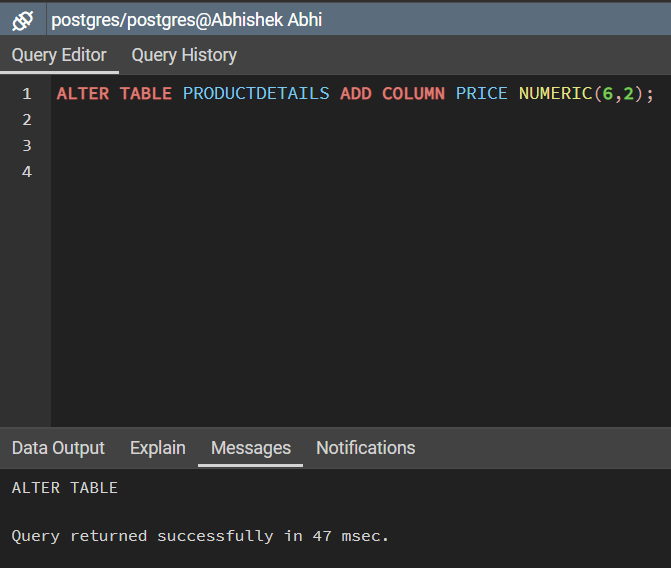 postgres/postgres@Abhishek Abhi
Query Editor Query History
1 ALTER TABLE PRODUCTDETAILS ADD COLUMN PRICE NUMERIC(6,2);
2
3
4
Data Output Explain Messages Notifications
ALTER TABLE
Query returned successfully in 47 msec.